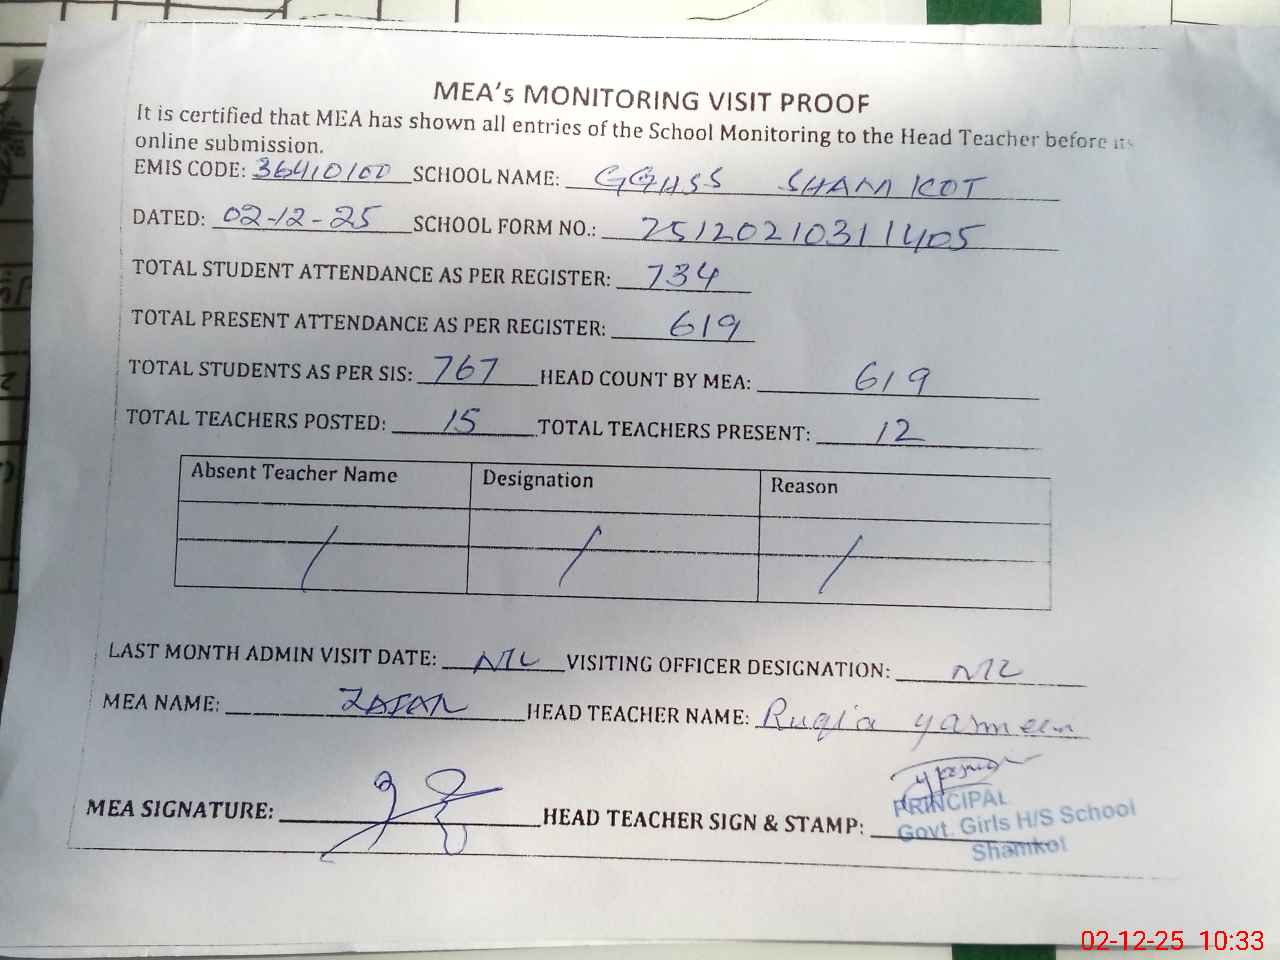 MEA's MONITORING VISIT PROOF
It is certified that MEA has shown all entries of the School Monitoring to the Head Teacher before its
online submission.
EMIS CODE: 36410100 SCHOOL NAME: GGHSS SHAMKOT
DATED: 02-12-25 SCHOOL FORM NO.: 25120210311405
TOTAL STUDENT ATTENDANCE AS PER REGISTER: 734
TOTAL PRESENT ATTENDANCE AS PER REGISTER: 619
TOTAL STUDENTS AS PER SIS: 767 HEAD COUNT BY MEA: 619
TOTAL TEACHERS POSTED: 15 TOTAL TEACHERS PRESENT: 12
Absent Teacher Name Designation Reason
/ / /
LAST MONTH ADMIN VISIT DATE: NIL VISITING OFFICER DESIGNATION: NIL
MEA NAME: ZAFAR HEAD TEACHER NAME: Ruqia yasmeen
MEA SIGNATURE: HEAD TEACHER SIGN & STAMP:
PRINCIPAL
Govt. Girls H/S School
Shamkot
02-12-25 10:33